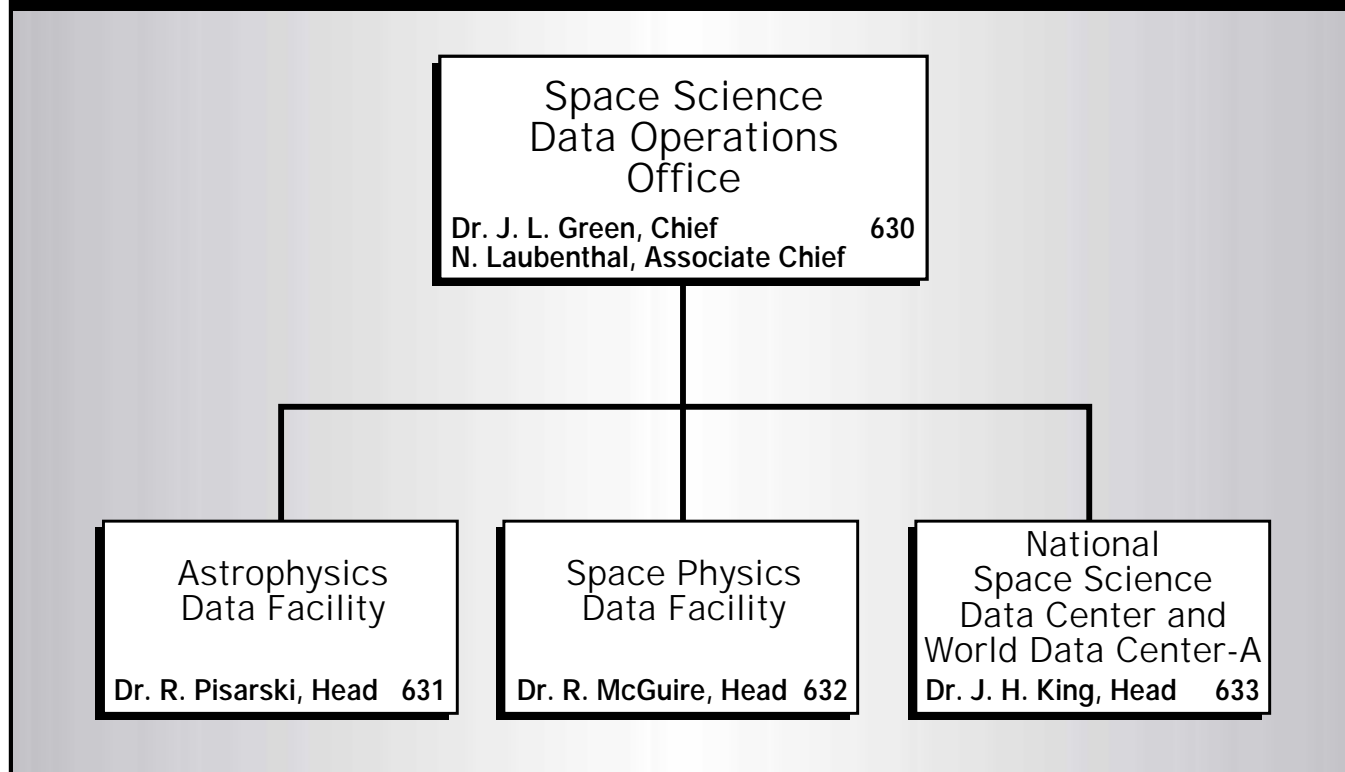 Space Science
Data Operations
Office
Dr. J. L. Green, Chief 630
N. Laubenthal, Associate Chief
Astrophysics
Data Facility
Dr. R. Pisarski, Head 631
Space Physics
Data Facility
Dr. R. McGuire, Head 632
National
Space Science
Data Center and
World Data Center-A
Dr. J. H. King, Head 633